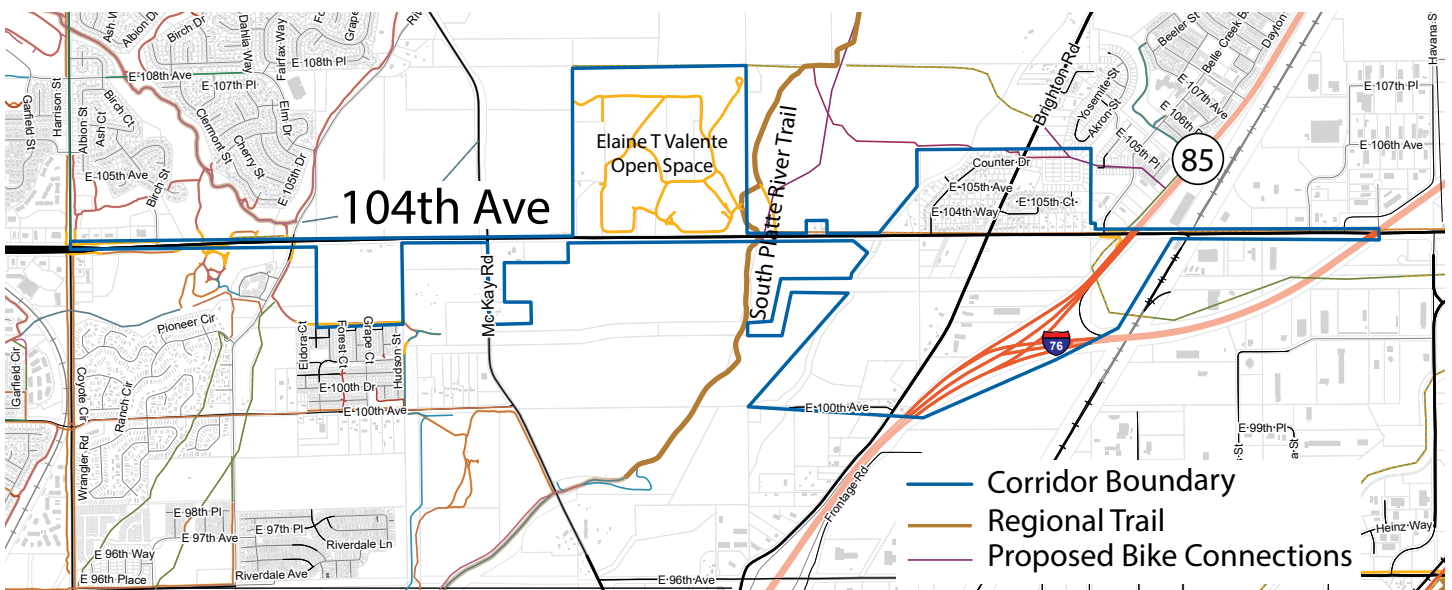 Ash W
Albion Dr
Birch Dr
Dahlia Way
Fairfax Way
Grape
Riv
E 108th Ave
E 108th Pl
E 107th Pl
Garfield St
Harrison St
Albion St
Ash Ct
Birch Ct
Clermont St
Cherry St
Elm Dr
E 105th Dr
E 105th Ave
Birch St
104th Ave
Mc Kay Rd
Elaine T Valente
Open Space
South Platte River Trail
Brighton Rd
Yosemite St
Akron St
Beeler St
Belle Creek B
Dayton
Havana S
E 107th Ave
E 106th
E 105th Pl
85
E 107th Pl
E 106th Ave
Counter Dr
E 105th Ave
E 105th Ct
E 104th Way
76
Pioneer Cir
Garfield Cir
Coyote Cir
Ranch Cir
Wrangler Rd
Eldora Ct
Forest Ct
Grape Ct
Hudson St
E 100th Dr
E 100th Ave
E 100th Ave
E 99th Pl
St
a St
Frontage Rd
E 98th Pl
E 97th Ave
E 97th Pl
Riverdale Ln
Riverdale Ave
E 96th Way
E 96th Place
E 96th Ave
Heinz Way
Corridor Boundary
Regional Trail
Proposed Bike Connections